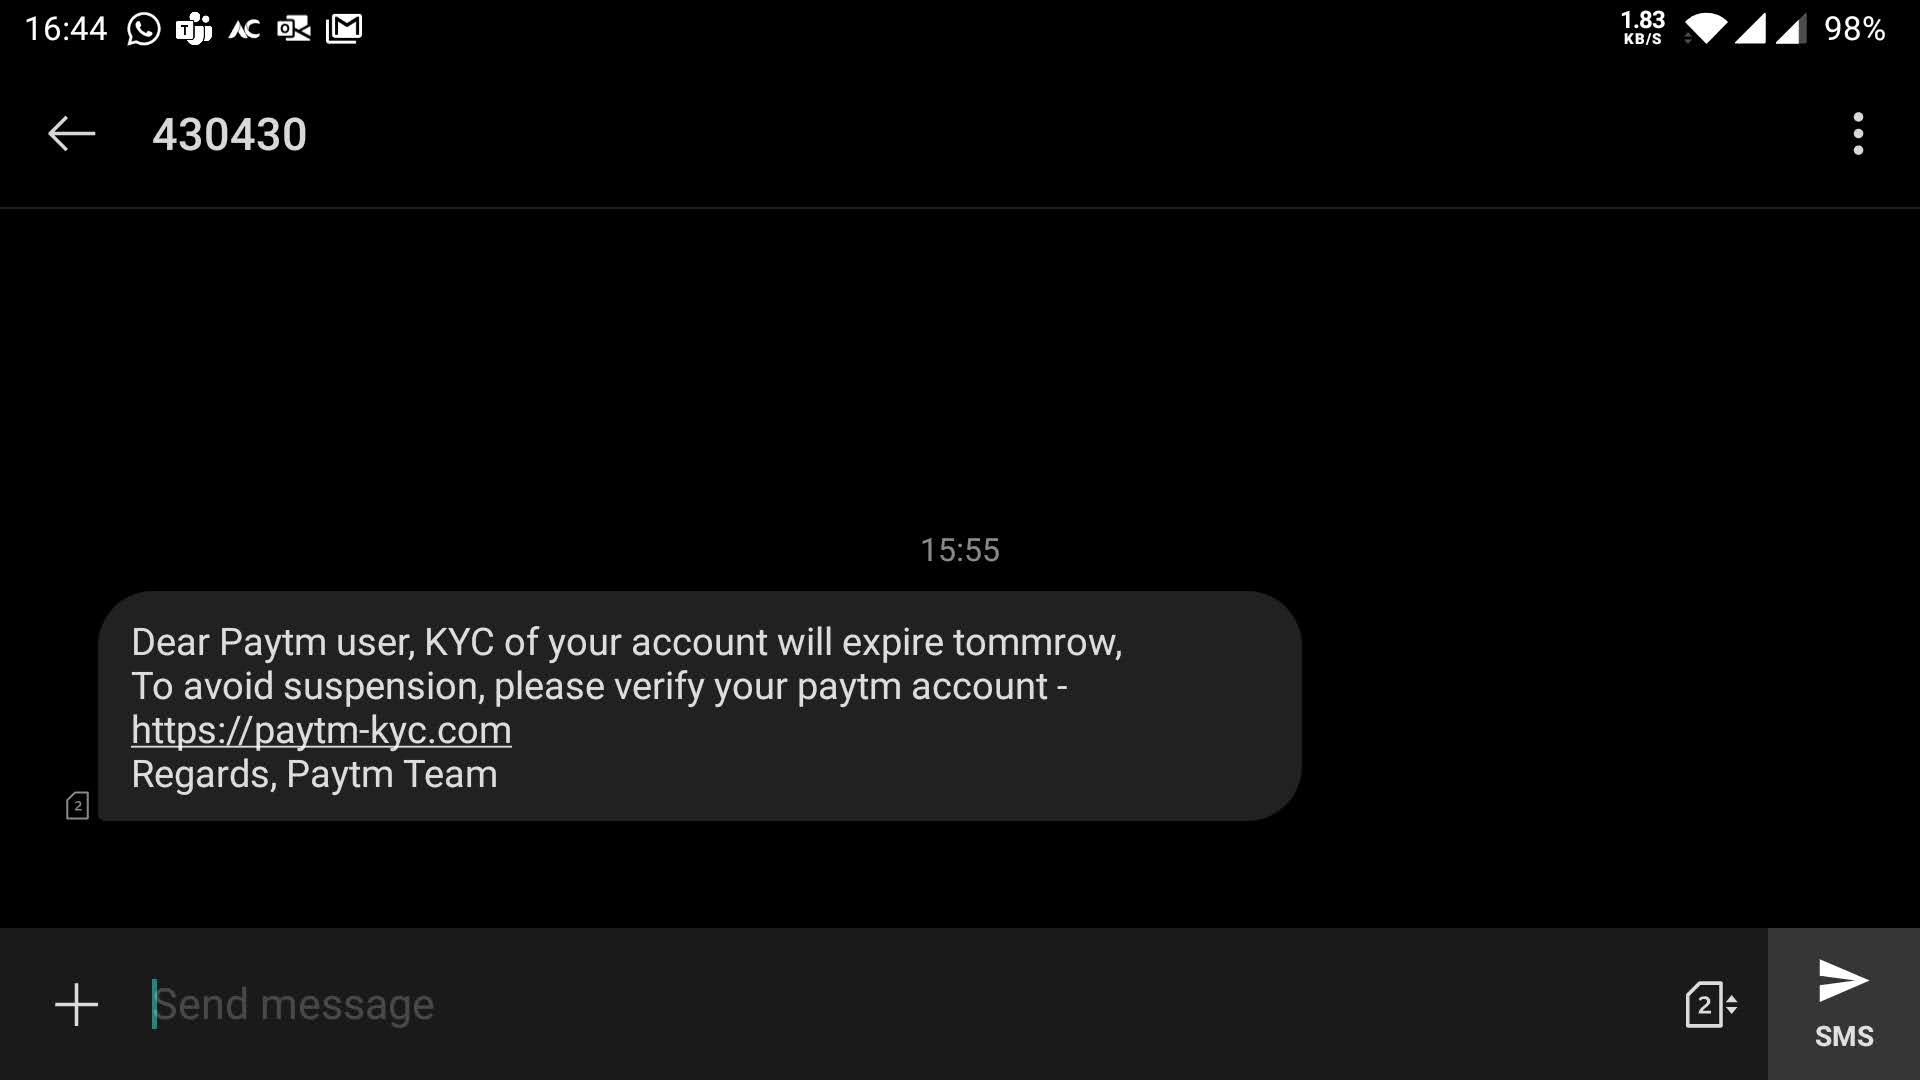 16:44
1.83
KB/S
98%
430430
15:55
Dear Paytm user, KYC of your account will expire tommrow,
To avoid suspension, please verify your paytm account -
https://paytm-kyc.com
Regards, Paytm Team
2
Send message
2
SMS